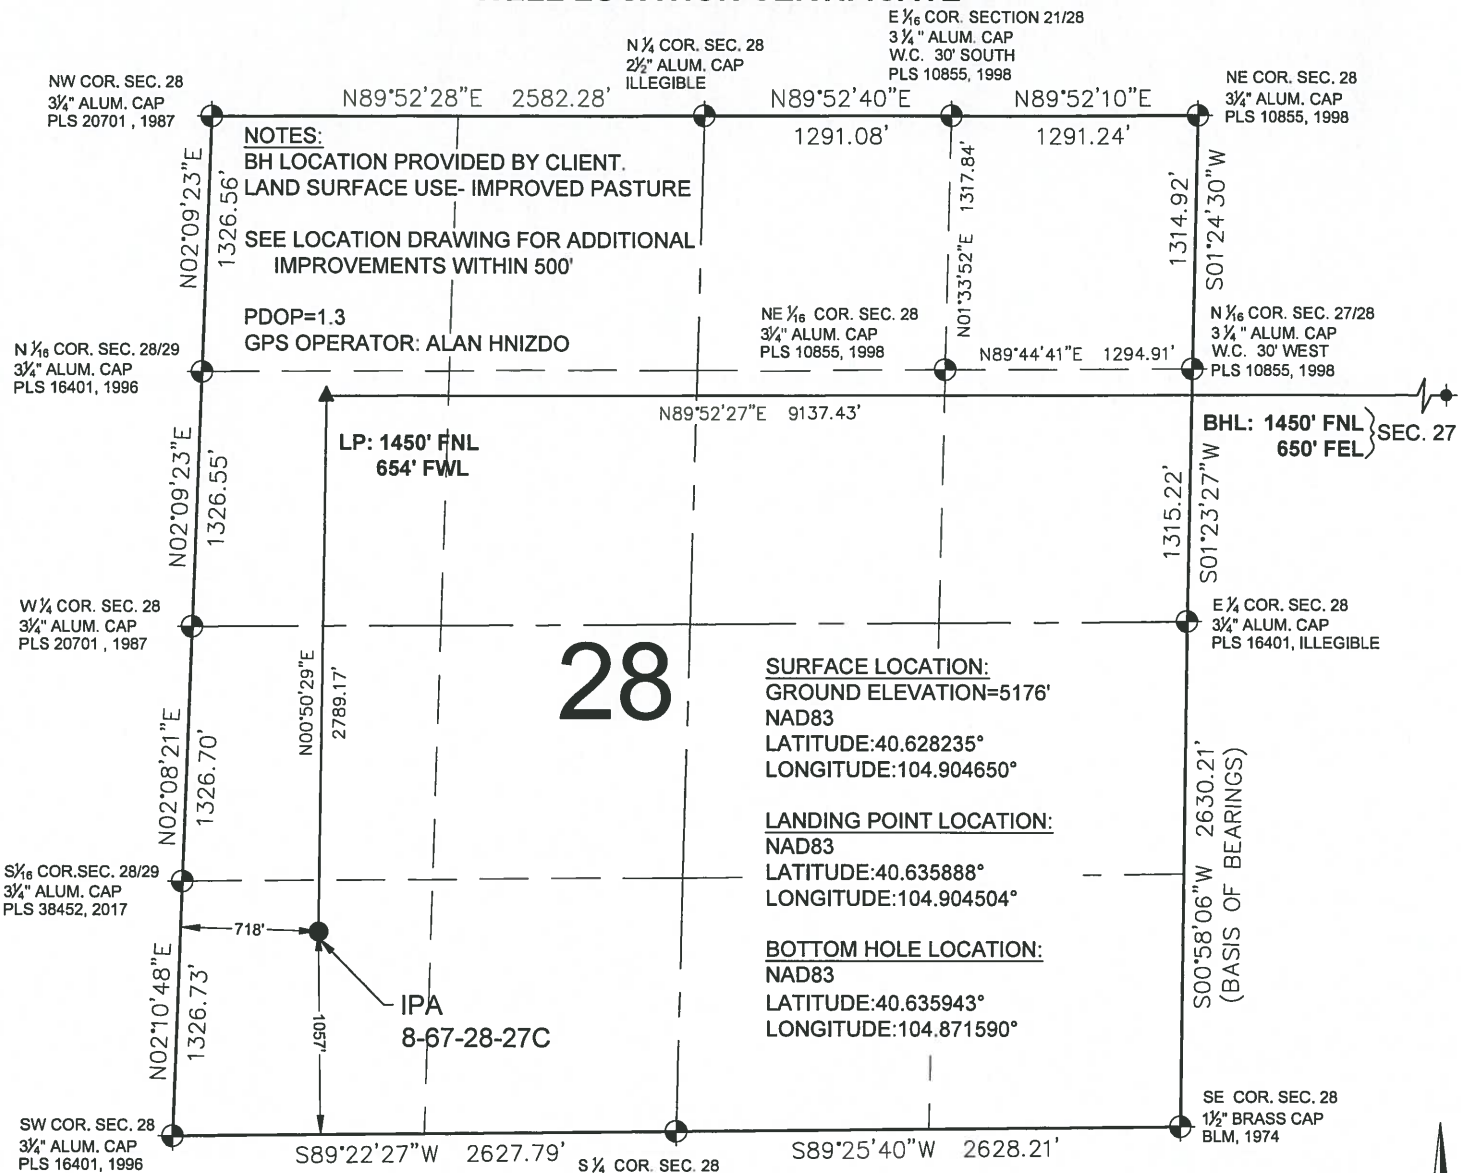 E 1/16 COR. SECTION 21/28
3 1/4" ALUM. CAP
W.C. 30' SOUTH
PLS 10855, 1998
N 1/4 COR. SEC. 28
2 1/2" ALUM. CAP
ILLEGIBLE
NW COR. SEC. 28
3 1/4" ALUM. CAP
PLS 20701 , 1987
NE COR. SEC. 28
3 1/4" ALUM. CAP
PLS 10855, 1998
N89°52'28"E 2582.28'
N89°52'40"E
1291.08'
N89°52'10"E
1291.24'
NOTES:
BH LOCATION PROVIDED BY CLIENT.
LAND SURFACE USE- IMPROVED PASTURE
SEE LOCATION DRAWING FOR ADDITIONAL
IMPROVEMENTS WITHIN 500'
PDOP=1.3
GPS OPERATOR: ALAN HNIZDO
N02°09'23"E
1326.56'
N01°33'52"E 1317.84'
1314.92'
S01°24'30"W
N 1/16 COR. SEC. 28/29
3 1/4" ALUM. CAP
PLS 16401, 1996
NE 1/16 COR. SEC. 28
3 1/4" ALUM. CAP
PLS 10855, 1998
N89°44'41"E 1294.91'
N 1/16 COR. SEC. 27/28
3 1/4" ALUM. CAP
W.C. 30' WEST
PLS 10855, 1998
N89°52'27"E 9137.43'
LP: 1450' FNL
654' FWL
BHL: 1450' FNL
650' FEL
SEC. 27
N02°09'23"E
1326.55'
1315.22'
S01°23'27"W
W 1/4 COR. SEC. 28
3 1/4" ALUM. CAP
PLS 20701 , 1987
E 1/4 COR. SEC. 28
3 1/4" ALUM. CAP
PLS 16401, ILLEGIBLE
28
N00°50'29"E
2789.17'
N02°08'21"E
1326.70'
SURFACE LOCATION:
GROUND ELEVATION=5176'
NAD83
LATITUDE:40.628235°
LONGITUDE:104.904650°
LANDING POINT LOCATION:
NAD83
LATITUDE:40.635888°
LONGITUDE:104.904504°
BOTTOM HOLE LOCATION:
NAD83
LATITUDE:40.635943°
LONGITUDE:104.871590°
S00°58'06"W 2630.21'
(BASIS OF BEARINGS)
S 1/16 COR.SEC. 28/29
3 1/4" ALUM. CAP
PLS 38452, 2017
718'
IPA
8-67-28-27C
1057'
N02°10'48"E
1326.73'
SW COR. SEC. 28
3 1/4" ALUM. CAP
PLS 16401, 1996
S89°22'27"W 2627.79'
S 1/4 COR. SEC. 28
S89°25'40"W 2628.21'
SE COR. SEC. 28
1 1/2" BRASS CAP
BLM, 1974